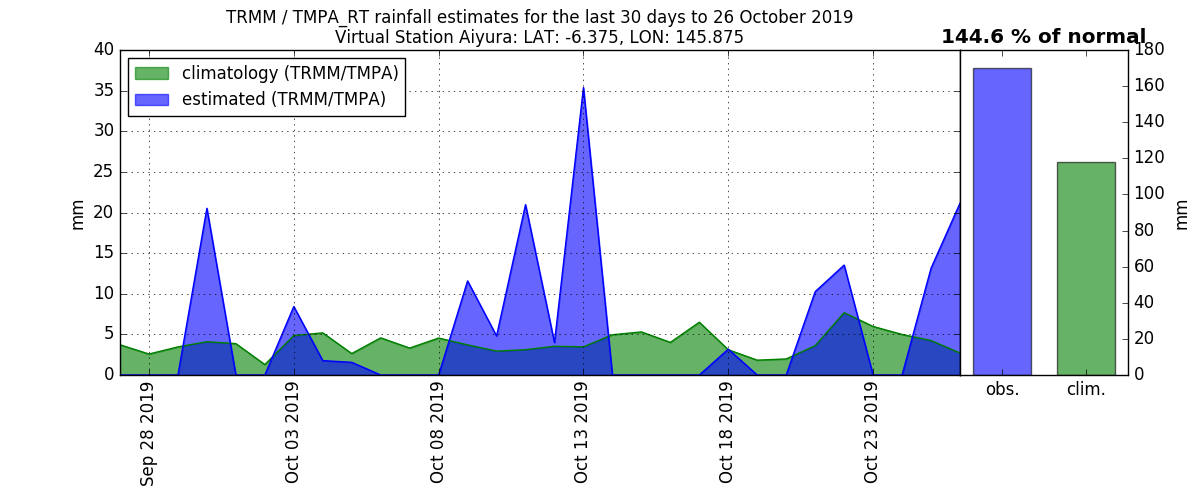 TRMM / TMPA_RT rainfall estimates for the last 30 days to 26 October 2019
Virtual Station Aiyura: LAT: -6.375, LON: 145.875
144.6 % of normal
climatology (TRMM/TMPA)
estimated (TRMM/TMPA)
mm
40
35
30
25
20
15
10
5
0
Sep 28 2019
Oct 03 2019
Oct 08 2019
Oct 13 2019
Oct 18 2019
Oct 23 2019
obs.
clim.
180
160
140
120
100
80
60
40
20
0
mm